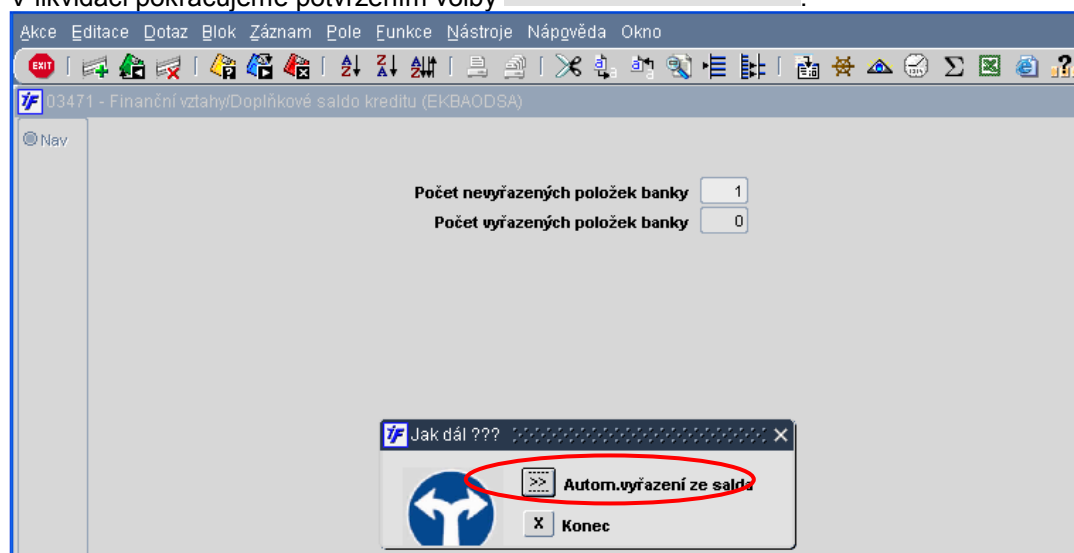 V likvidaci pokračujeme potvrzením volby .
Akce Editace Dotaz Blok Záznam Pole Funkce Nástroje Nápověda Okno
EXIT
03471 - Finanční vztahy/Doplňkové saldo kreditu (EKBAODSA)
Nav
Počet nevyřazených položek banky 1
Počet vyřazených položek banky 0
Jak dál ???
>> Autom.vyřazení ze salda
X Konec